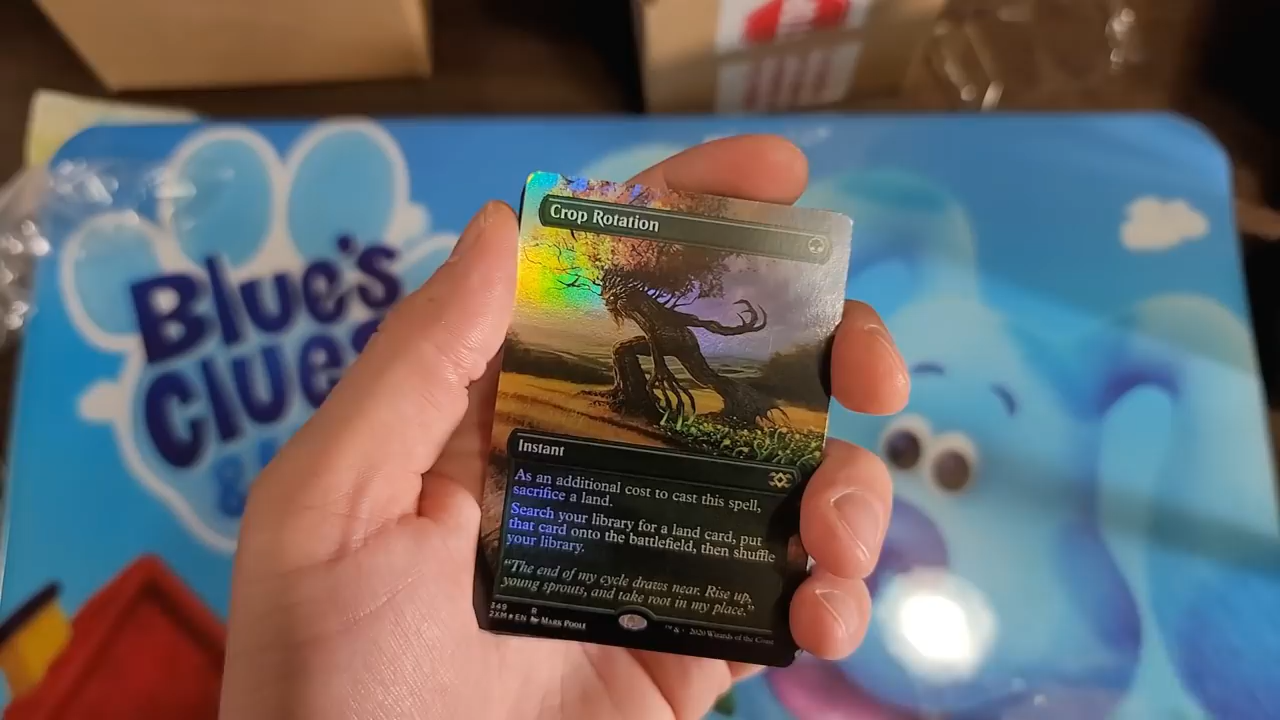 Blue's
Clues
&
Crop Rotation
Instant
As an additional cost to cast this spell,
sacrifice a land.
Search your library for a land card, put
that card onto the battlefield, then shuffle
your library.
"The end of my cycle draws near. Rise up,
young sprouts, and take root in my place."
349 R
2XM ★ EN Mark Poole
™ & © 2020 Wizards of the Coast